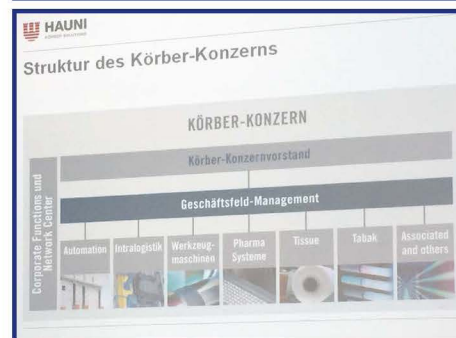 HAUNI
KÖRBER SOLUTIONS
Struktur des Körber-Konzerns
KÖRBER-KONZERN
Körber-Konzernvorstand
Geschäftsfeld-Management
Corporate Functions und
Network Center
Automation
Intralogistik
Werkzeug-
maschinen
Pharma
Systeme
Tissue
Tabak
Associated
and others